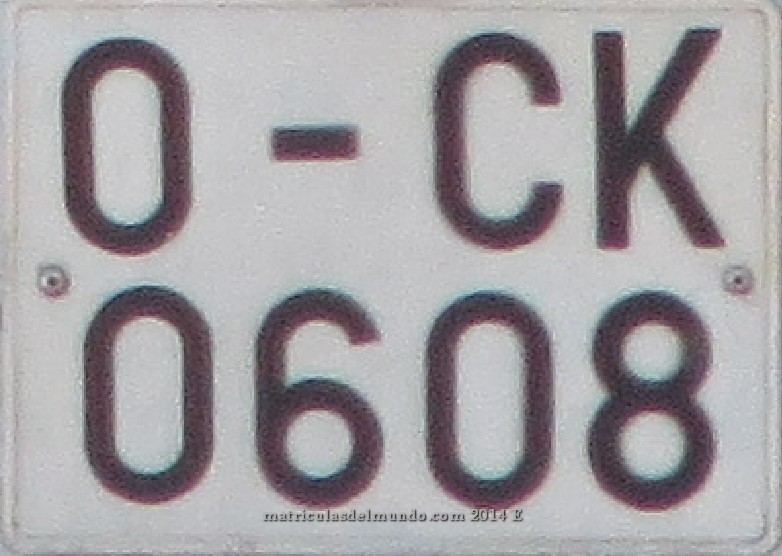 O - CK
0608
matriculasdelmundo.com 2014 E